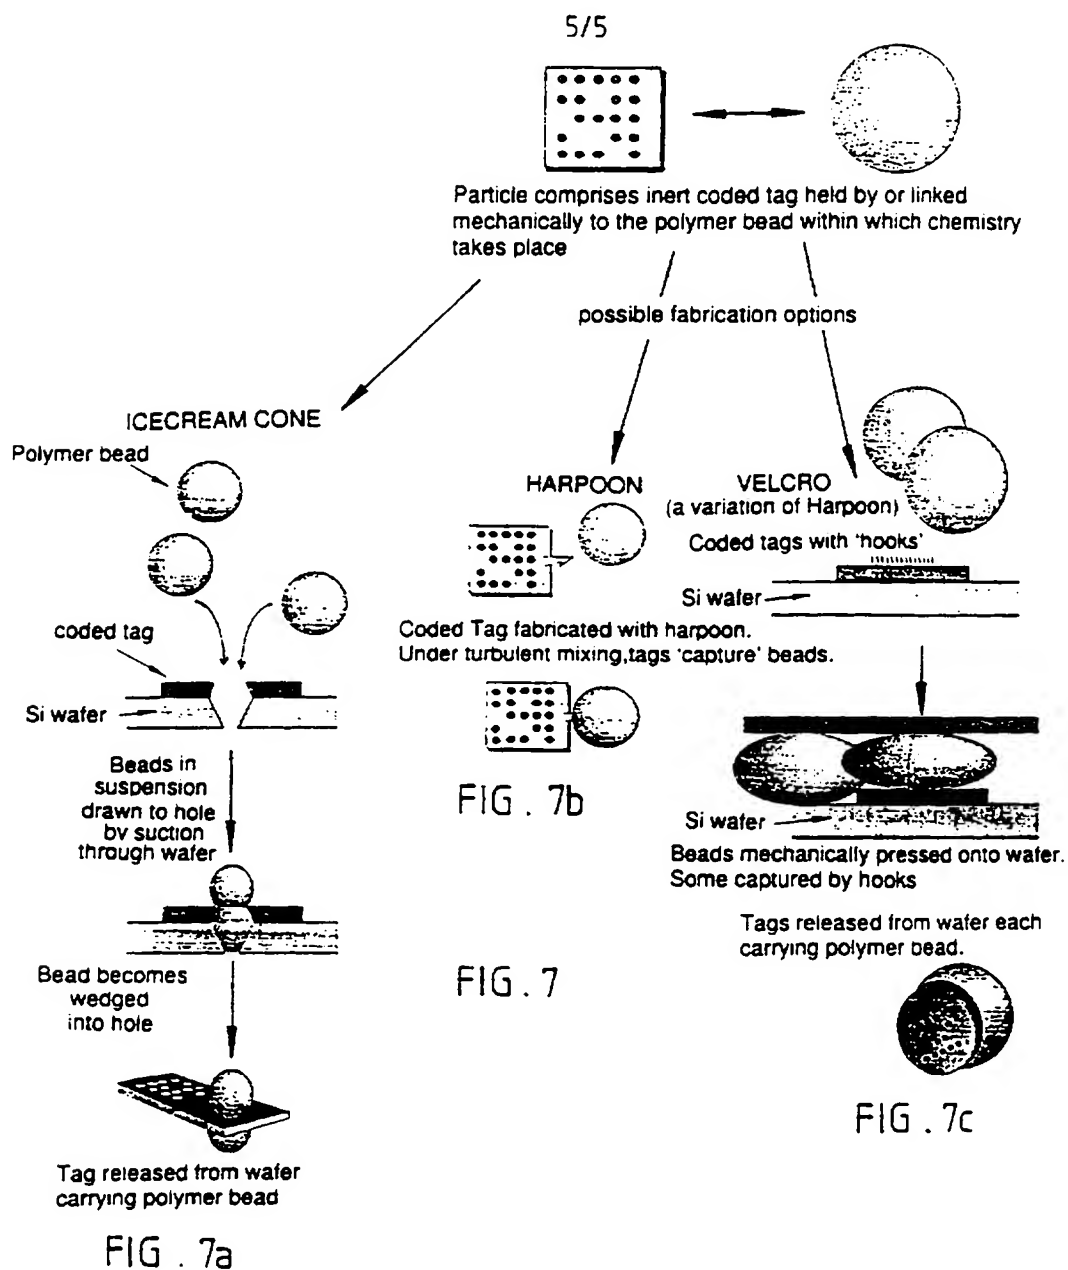 5/5
Particle comprises inert coded tag held by or linked
mechanically to the polymer bead within which chemistry
takes place
possible fabrication options
ICECREAM CONE
Polymer bead
coded tag
Si wafer
Beads in
suspension
drawn to hole
by suction
through wafer
Bead becomes
wedged
into hole
Tag released from wafer
carrying polymer bead
FIG . 7a
HARPOON
Coded Tag fabricated with harpoon.
Under turbulent mixing,tags 'capture' beads.
FIG . 7b
FIG . 7
VELCRO
(a variation of Harpoon)
Coded tags with 'hooks'
Si wafer
Si wafer
Beads mechanically pressed onto wafer.
Some captured by hooks
Tags released from wafer each
carrying polymer bead.
FIG . 7c